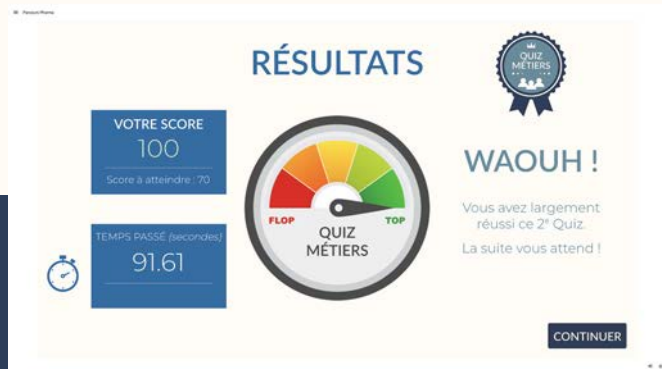 RÉSULTATS
QUIZ
MÉTIERS
VOTRE SCORE
100
Score à atteindre : 70
TEMPS PASSÉ (secondes)
91.61
FLOP
TOP
QUIZ
MÉTIERS
WAOUH !
Vous avez largement
réussi ce 2ᵉ Quiz.
La suite vous attend !
CONTINUER